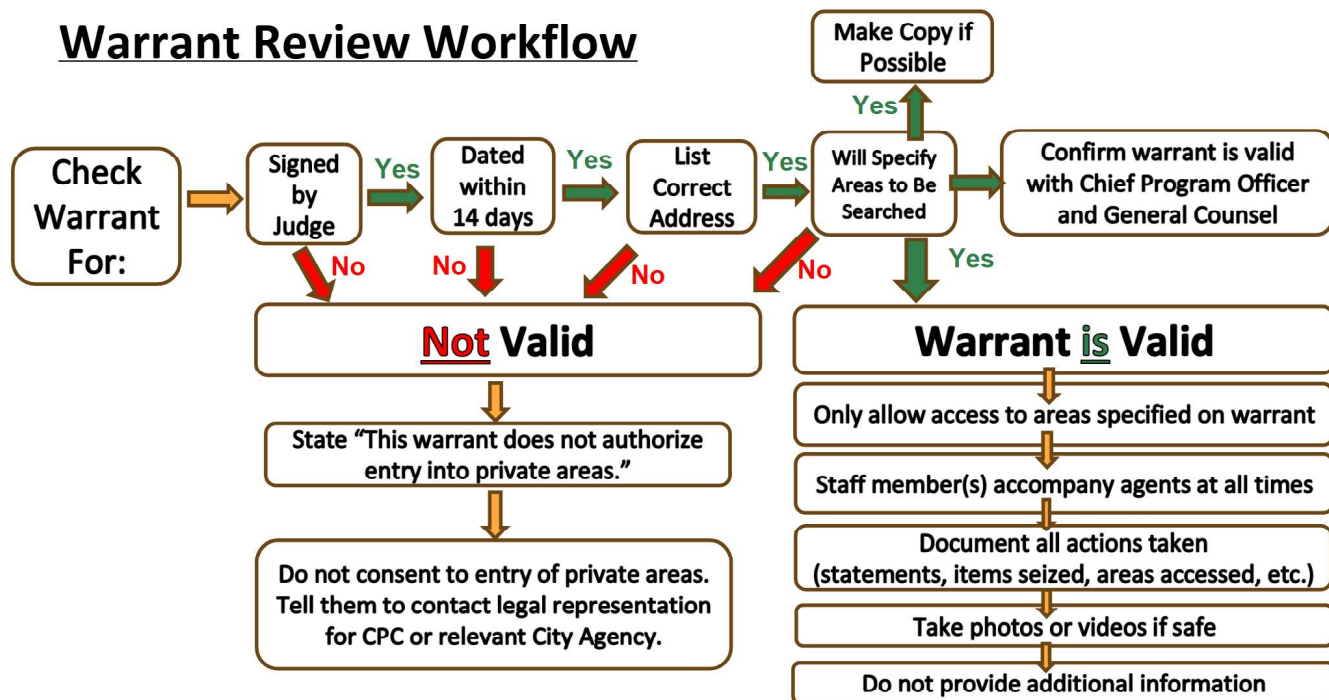 Warrant Review Workflow
Make Copy if
Possible
Yes
Check
Warrant
For:
Signed
by
Judge
Yes
Dated
within
14 days
Yes
List
Correct
Address
Yes
Will Specify
Areas to Be
Searched
Confirm warrant is valid
with Chief Program Officer
and General Counsel
No
No
No
No
Yes
Not Valid
State “This warrant does not authorize
entry into private areas.”
Do not consent to entry of private areas.
Tell them to contact legal representation
for CPC or relevant City Agency.
Warrant is Valid
Only allow access to areas specified on warrant
Staff member(s) accompany agents at all times
Document all actions taken
(statements, items seized, areas accessed, etc.)
Take photos or videos if safe
Do not provide additional information